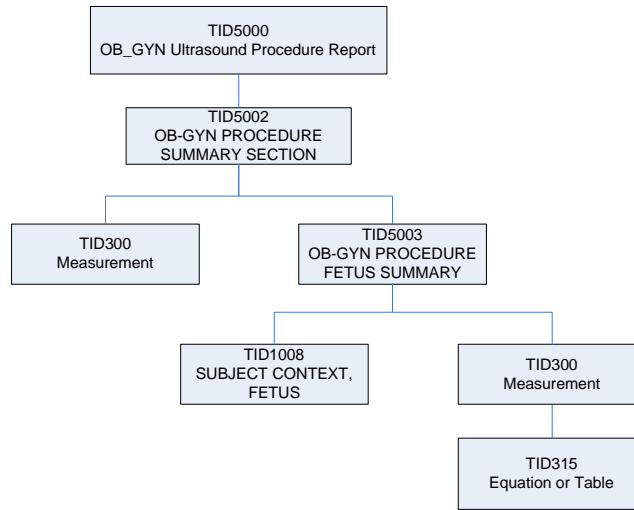 TID5000
OB_GYN Ultrasound Procedure Report
TID5002
OB-GYN PROCEDURE
SUMMARY SECTION
TID300
Measurement
TID5003
OB-GYN PROCEDURE
FETUS SUMMARY
TID1008
SUBJECT CONTEXT,
FETUS
TID300
Measurement
TID315
Equation or Table